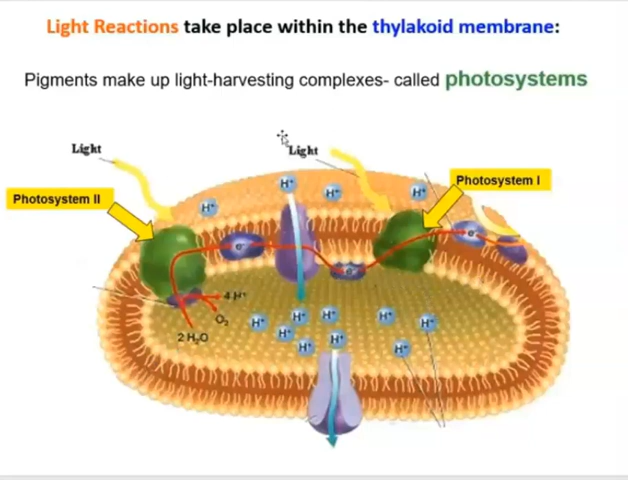 Light Reactions take place within the thylakoid membrane:
Pigments make up light-harvesting complexes- called photosystems
Light
Light
Photosystem I
Photosystem II
H⁺
H⁺
H⁺
H⁺
e⁻
e⁻
e⁻
4 H⁺
O₂
2 H₂O
H⁺
H⁺
H⁺
H⁺
H⁺
H⁺
H⁺
H⁺
H⁺